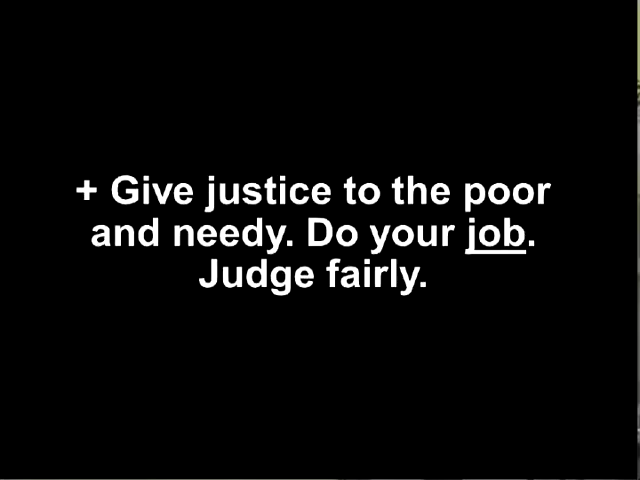 + Give justice to the poor
and needy. Do your job.
Judge fairly.